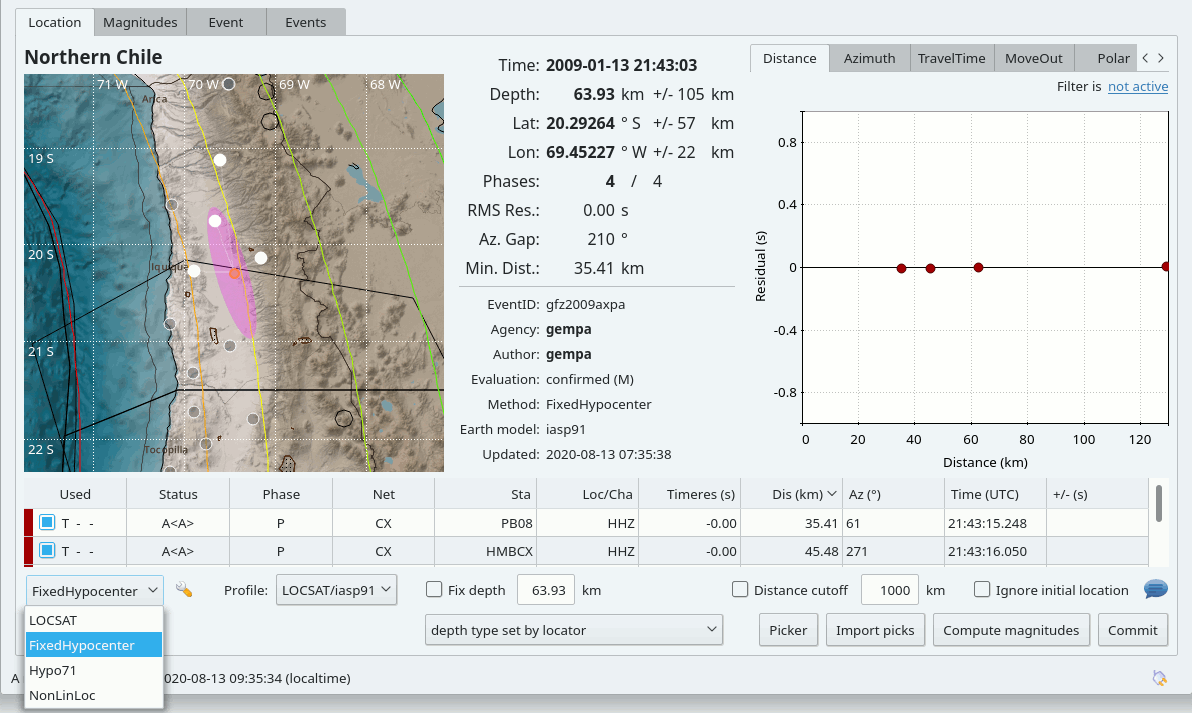 Location Magnitudes Event Events
Northern Chile
71 W 70 W 69 W 68 W
Arica
19 S
20 S
Iquique
21 S
22 S
Tocopilla
Time: 2009-01-13 21:43:03
Depth: 63.93 km +/- 105 km
Lat: 20.29264 ° S +/- 57 km
Lon: 69.45227 ° W +/- 22 km
Phases: 4 / 4
RMS Res.: 0.00 s
Az. Gap: 210 °
Min. Dist.: 35.41 km
EventID: gfz2009axpa
Agency: gempa
Author: gempa
Evaluation: confirmed (M)
Method: FixedHypocenter
Earth model: iasp91
Updated: 2020-08-13 07:35:38
Distance Azimuth TravelTime MoveOut Polar
Filter is not active
Residual (s)
0.8
0.4
0
-0.4
-0.8
0 20 40 60 80 100 120
Distance (km)
Used Status Phase Net Sta Loc/Cha Timeres (s) Dis (km) Az (°) Time (UTC) +/- (s)
T - - A<A> P CX PB08 HHZ -0.00 35.41 61 21:43:15.248
T - - A<A> P CX HMBCX HHZ -0.00 45.48 271 21:43:16.050
FixedHypocenter Profile: LOCSAT/iasp91 Fix depth 63.93 km Distance cutoff 1000 km Ignore initial location
LOCSAT
FixedHypocenter
Hypo71
NonLinLoc
depth type set by locator Picker Import picks Compute magnitudes Commit
A 020-08-13 09:35:34 (localtime)